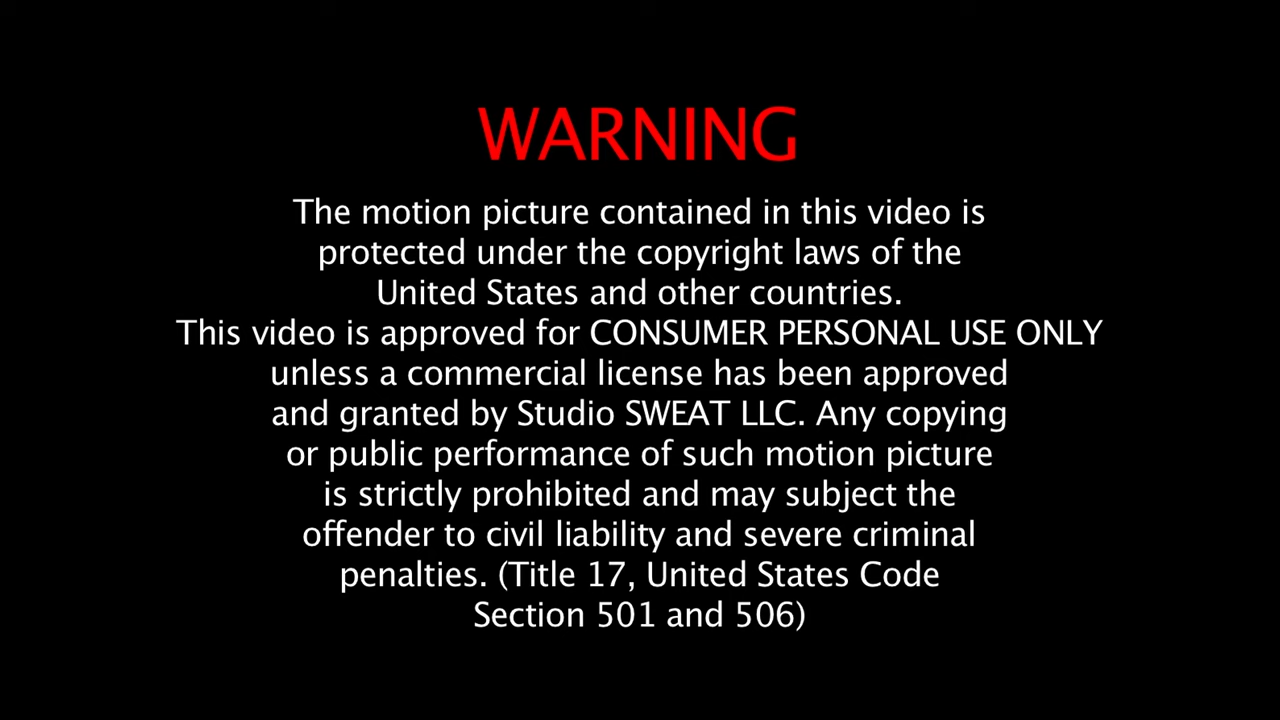 WARNING
The motion picture contained in this video is
protected under the copyright laws of the
United States and other countries.
This video is approved for CONSUMER PERSONAL USE ONLY
unless a commercial license has been approved
and granted by Studio SWEAT LLC. Any copying
or public performance of such motion picture
is strictly prohibited and may subject the
offender to civil liability and severe criminal
penalties. (Title 17, United States Code
Section 501 and 506)